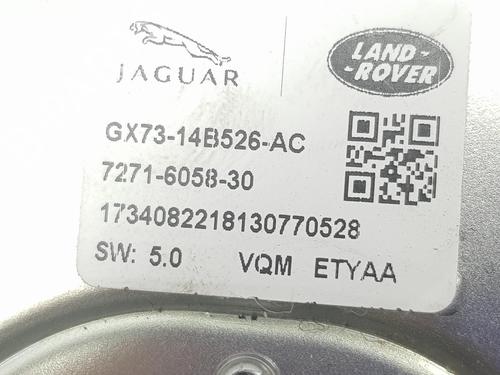 JAGUAR
LAND-
-ROVER
GX73-14B526-AC
7271-6058-30
1734082218130770528
SW: 5.0 VQM ETYAA